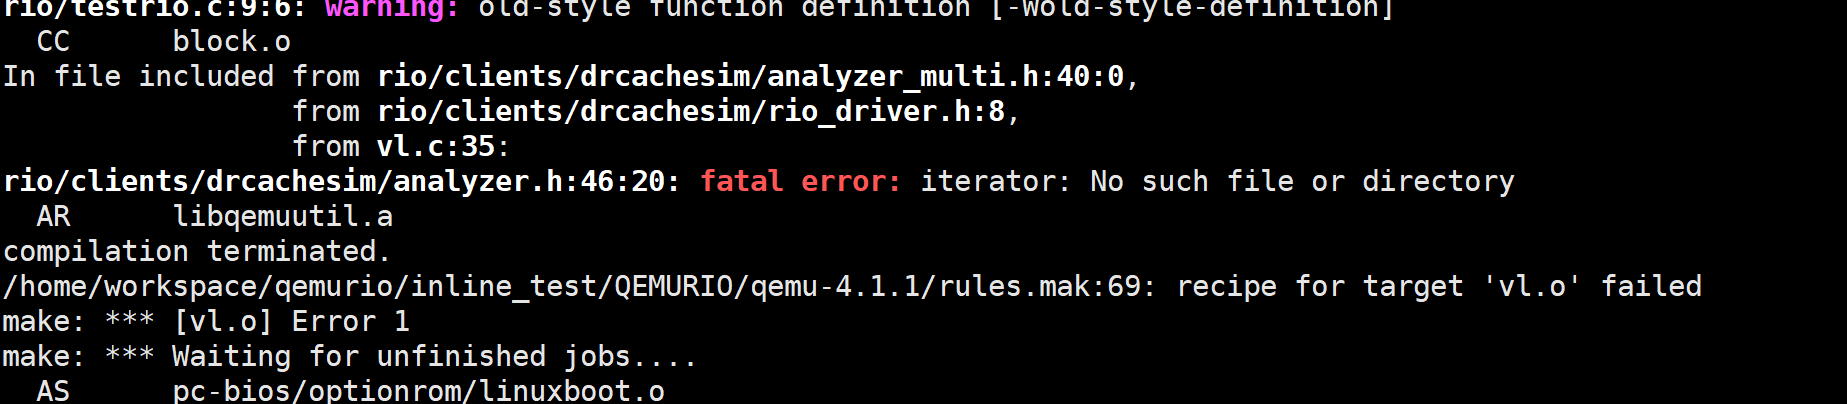 rio/testrio.c:9:6: warning: old-style function definition [-Wold-style-definition]
  CC      block.o
In file included from rio/clients/drcachesim/analyzer_multi.h:40:0,
                 from rio/clients/drcachesim/rio_driver.h:8,
                 from vl.c:35:
rio/clients/drcachesim/analyzer.h:46:20: fatal error: iterator: No such file or directory
  AR      libqemuutil.a
compilation terminated.
/home/workspace/qemurio/inline_test/QEMURIO/qemu-4.1.1/rules.mak:69: recipe for target 'vl.o' failed
make: *** [vl.o] Error 1
make: *** Waiting for unfinished jobs....
  AS      pc-bios/optionrom/linuxboot.o